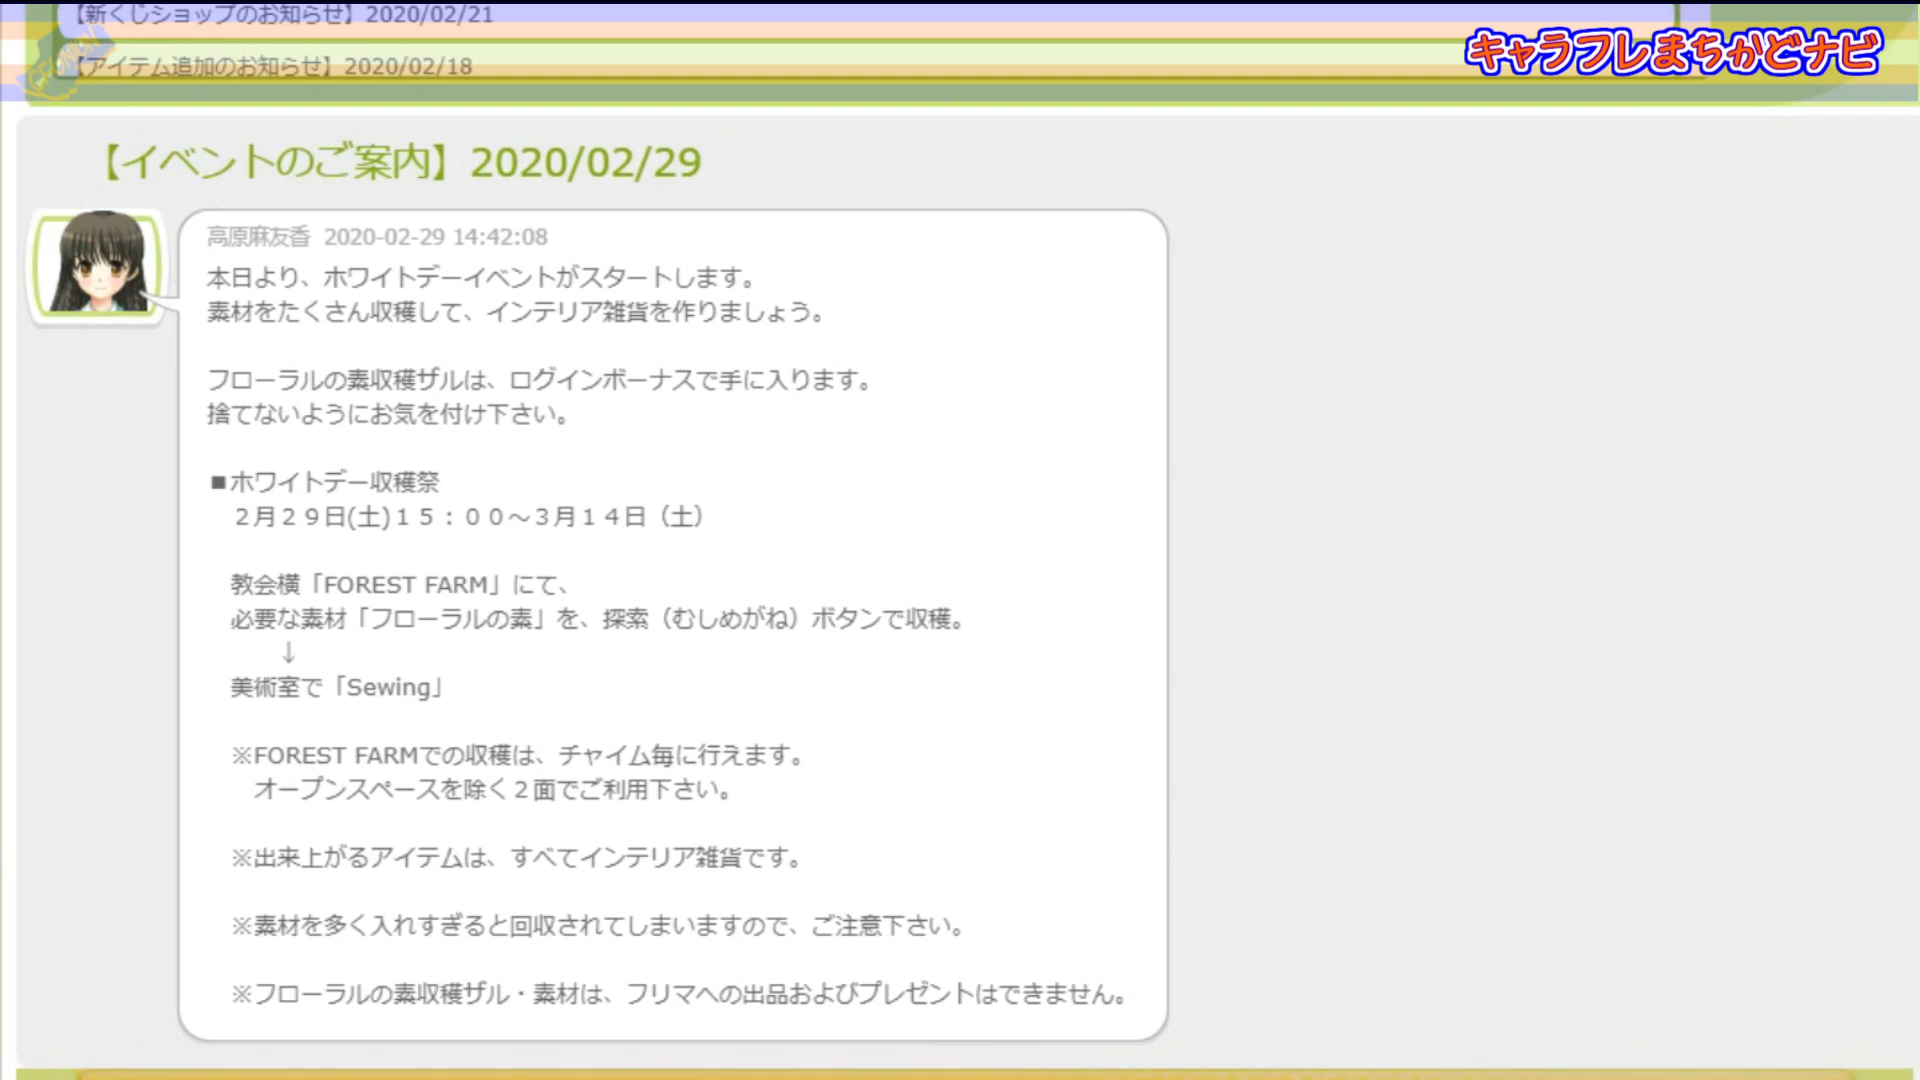 【新くじショップのお知らせ】2020/02/21
キャラフレまちかどナビ
【アイテム追加のお知らせ】2020/02/18
【イベントのご案内】2020/02/29
高原麻友香 2020-02-29 14:42:08
本日より、ホワイトデーイベントがスタートします。
素材をたくさん収穫して、インテリア雑貨を作りましょう。
フローラルの素収穫ザルは、ログインボーナスで手に入ります。
捨てないようにお気を付け下さい。
■ホワイトデー収穫祭
２月２９日(土)１５：００～３月１４日（土）
教会横「FOREST FARM」にて、
必要な素材「フローラルの素」を、探索（むしめがね）ボタンで収穫。
↓
美術室で「Sewing」
※FOREST FARMでの収穫は、チャイム毎に行えます。
オープンスペースを除く２面でご利用下さい。
※出来上がるアイテムは、すべてインテリア雑貨です。
※素材を多く入れすぎると回収されてしまいますので、ご注意下さい。
※フローラルの素収穫ザル・素材は、フリマへの出品およびプレゼントはできません。